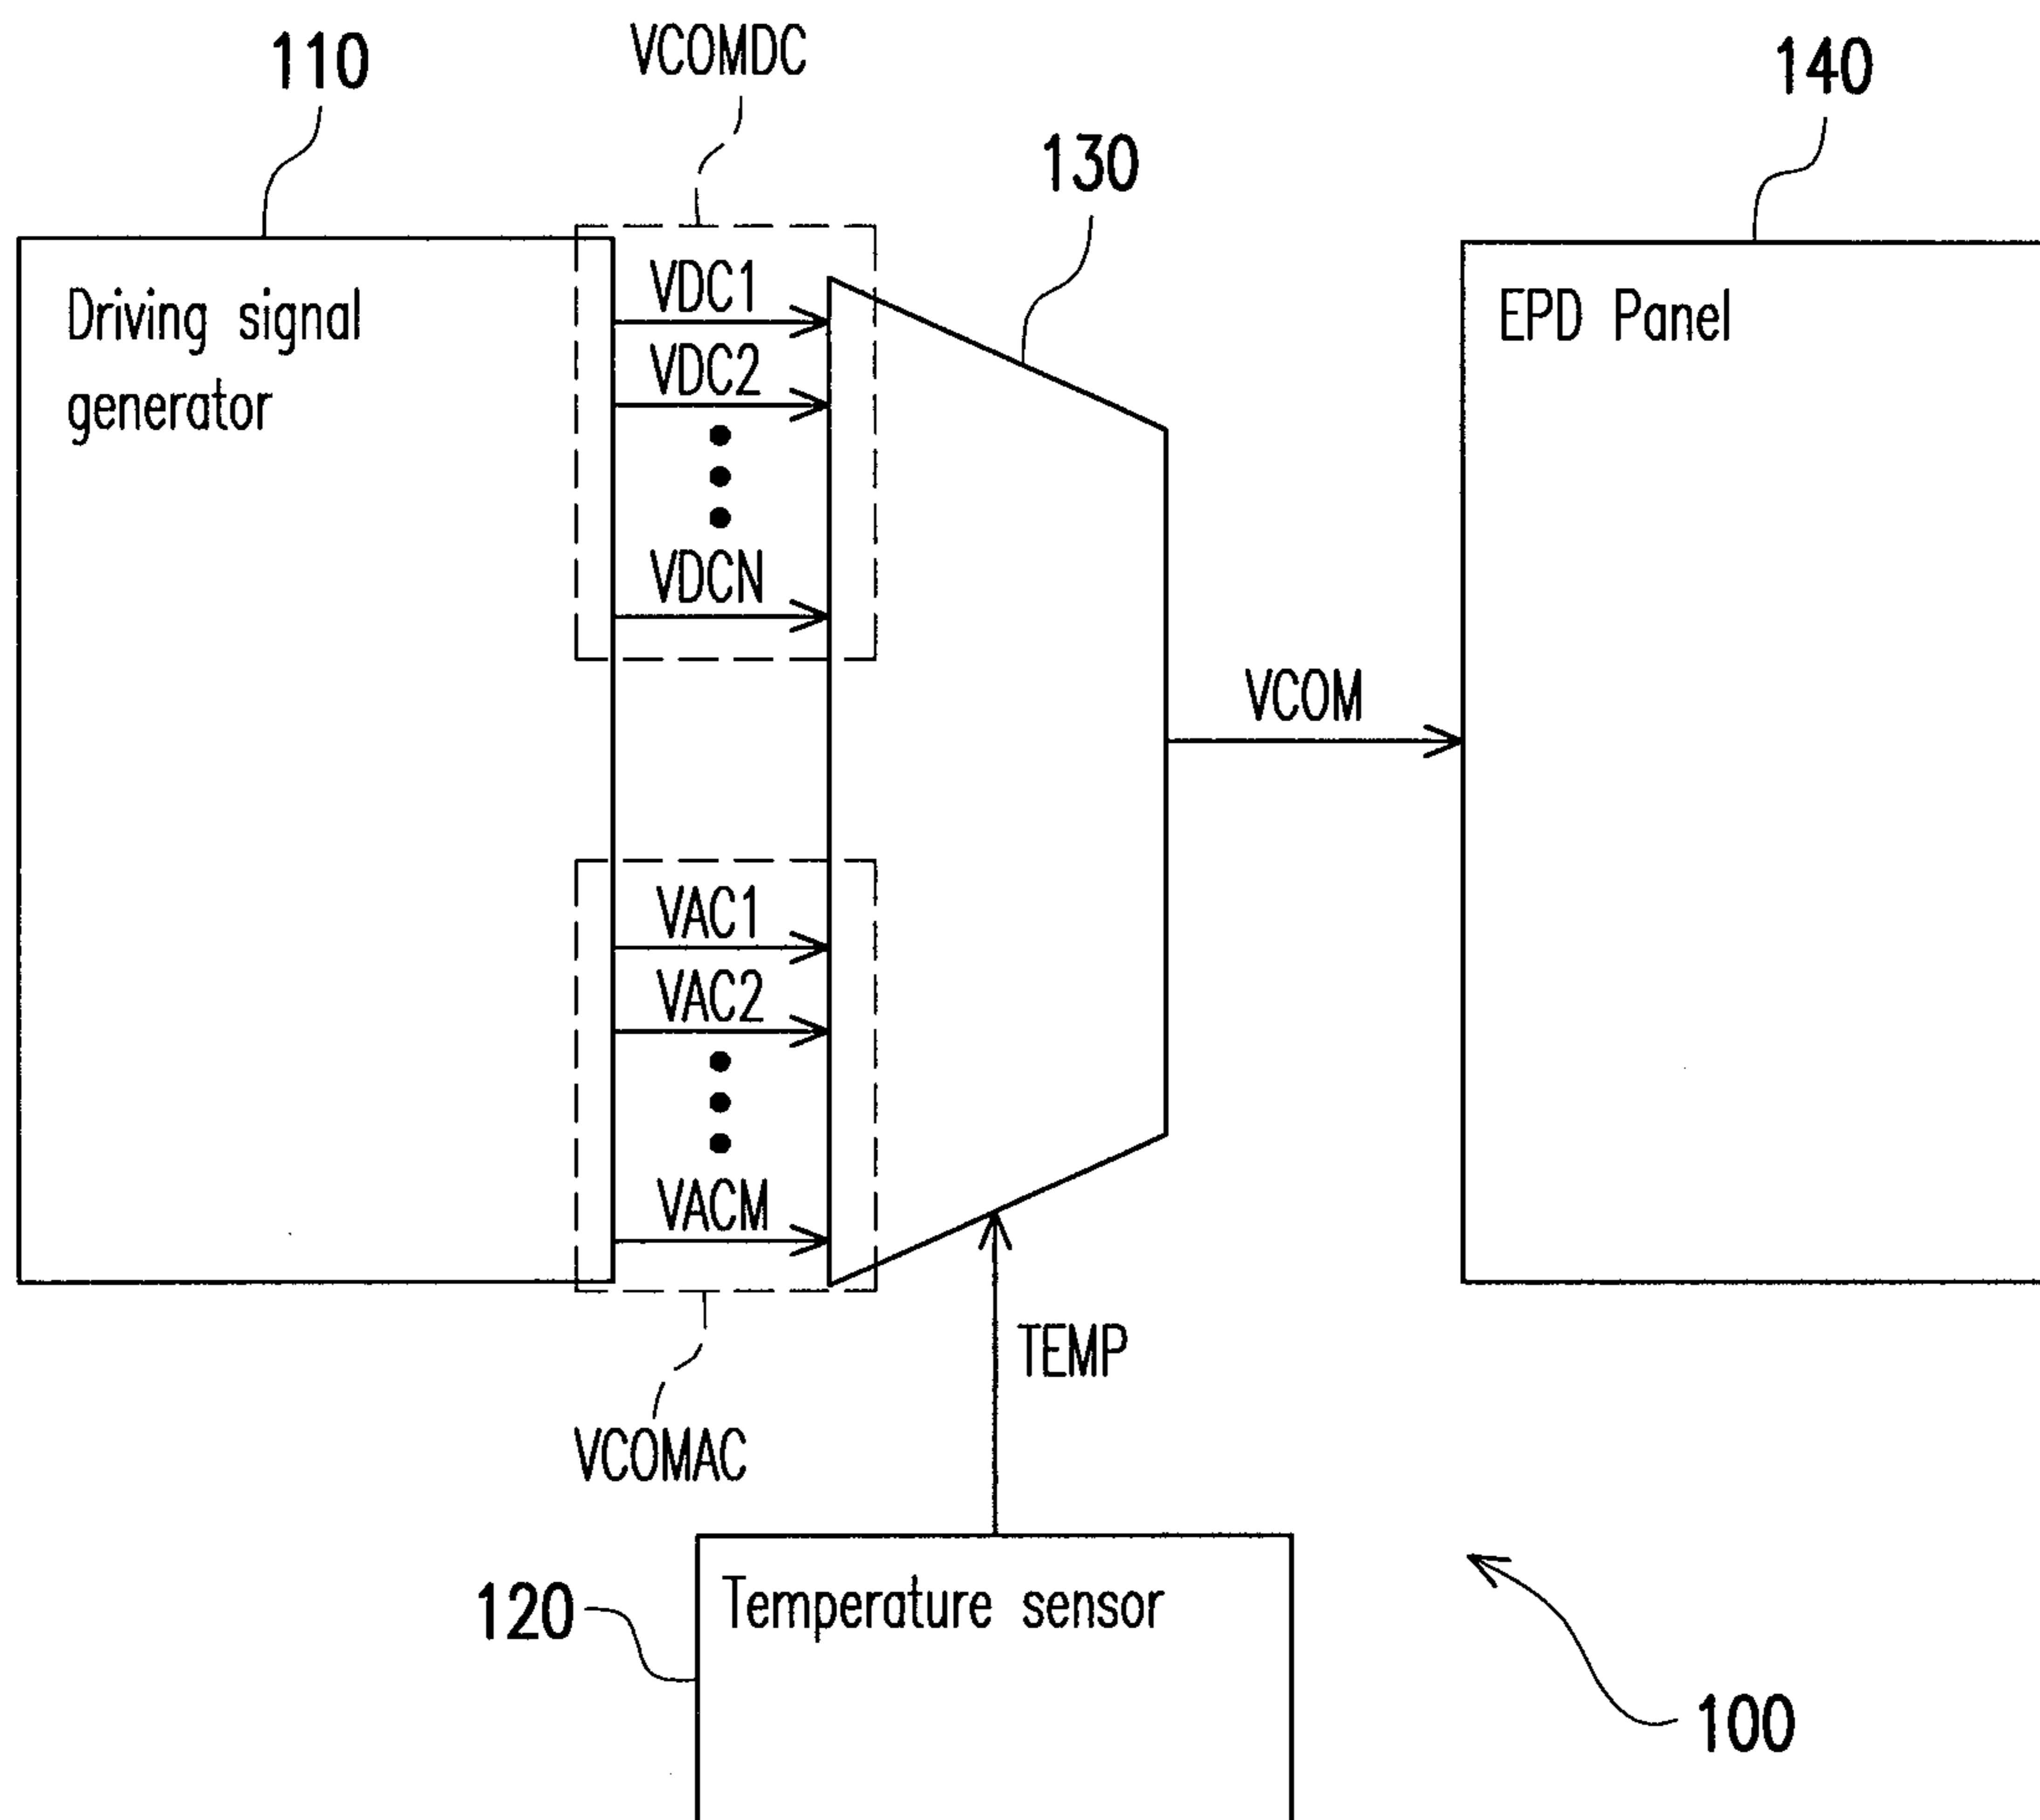 110
VCOMDC
130
140
Driving signal
generator
VDC1
VDC2
VDCN
EPD Panel
VCOM
VAC1
VAC2
VACM
TEMP
VCOMAC
120
Temperature sensor
100